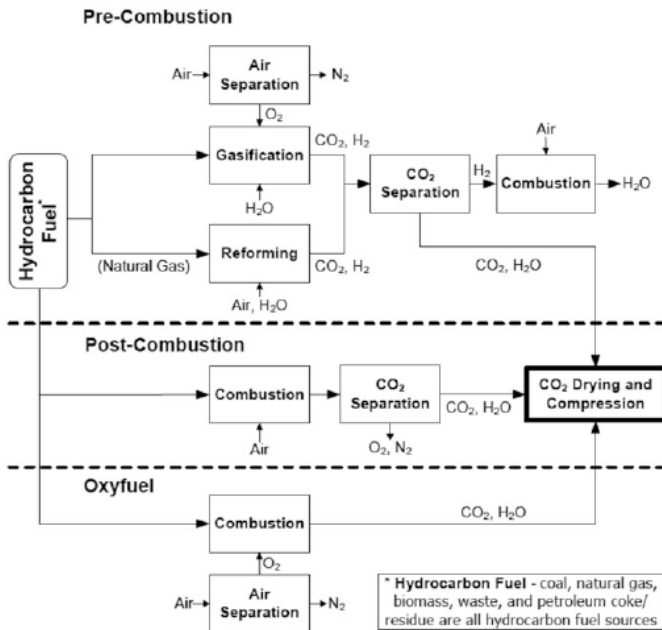 Pre-Combustion
Air
Air
Separation
N₂
O₂
Gasification
CO₂, H₂
H₂O
Hydrocarbon
Fuel*
(Natural Gas)
Reforming
CO₂, H₂
Air, H₂O
CO₂
Separation
H₂
Air
Combustion
H₂O
CO₂, H₂O
Post-Combustion
Combustion
Air
CO₂
Separation
O₂, N₂
CO₂, H₂O
CO₂ Drying and
Compression
Oxyfuel
Combustion
CO₂, H₂O
O₂
Air
Air
Separation
N₂
* Hydrocarbon Fuel - coal, natural gas,
biomass, waste, and petroleum coke/
residue are all hydrocarbon fuel sources